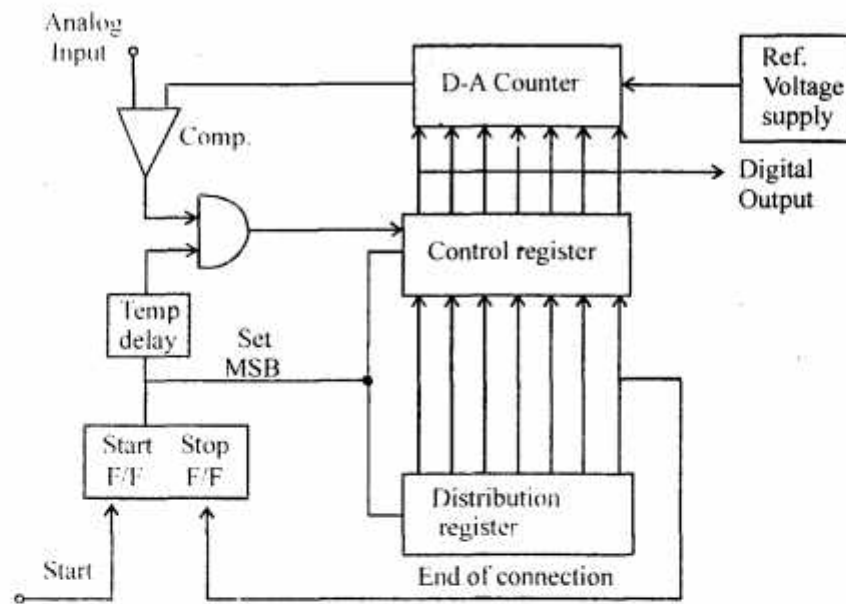 Analog
Input
D-A Counter
Ref.
Voltage
supply
Comp.
Digital
Output
Control register
Temp
delay
Set
MSB
Start
F/F
Stop
F/F
Distribution
register
Start
End of connection